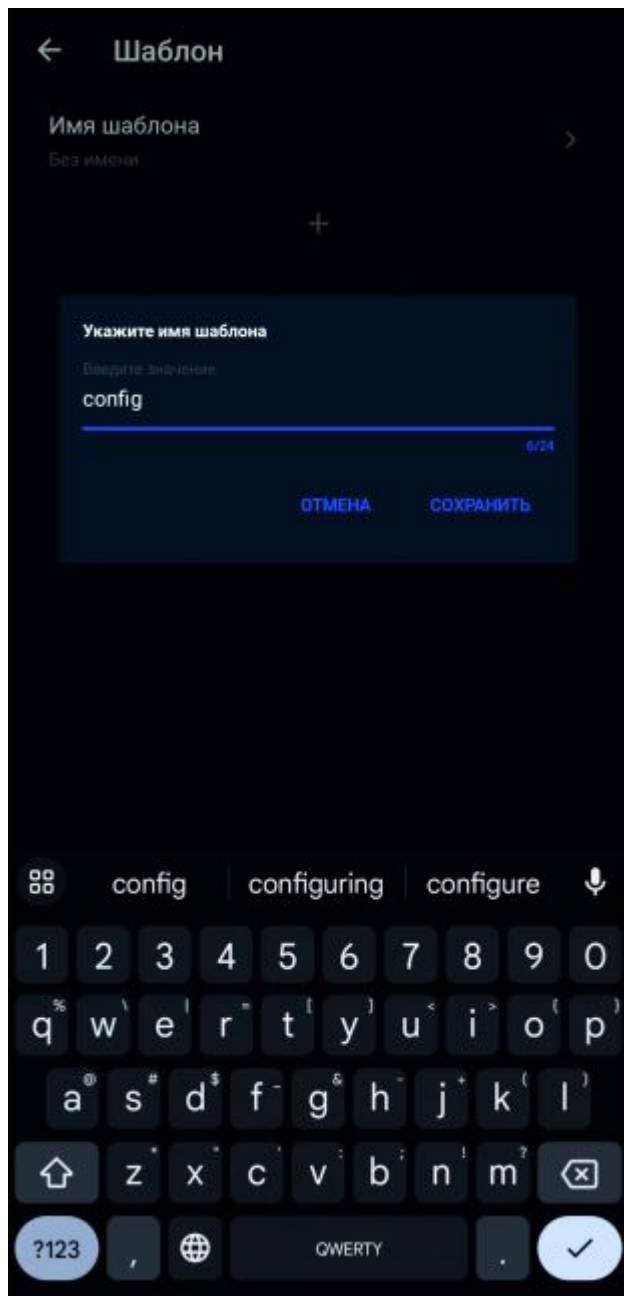 Шаблон
Имя шаблона
Без имени
Укажите имя шаблона
Введите значение
config
6/24
ОТМЕНА СОХРАНИТЬ
config configuring configure
1 2 3 4 5 6 7 8 9 0
q w e r t y u i o p
a s d f g h j k l
z x c v b n m
?123 , QWERTY .